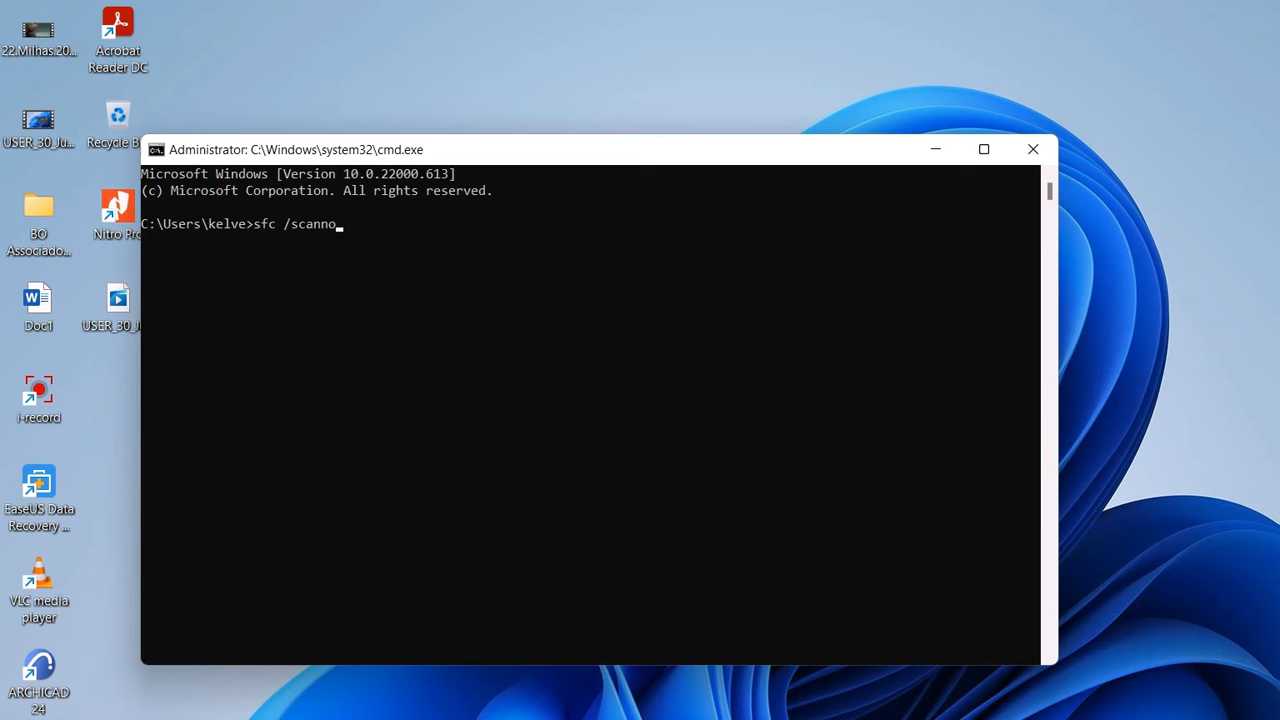 22.Milhas.20...
Acrobat
Reader DC
USER_30_Ju...
Recycle B
BO
Associado...
Nitro Pro
Doc1
USER_30_J
i-record
EaseUS Data
Recovery ...
VLC media
player
ARCHICAD
24
Administrator: C:\Windows\system32\cmd.exe
Microsoft Windows [Version 10.0.22000.613]
(c) Microsoft Corporation. All rights reserved.
C:\Users\kelve>sfc /scanno_